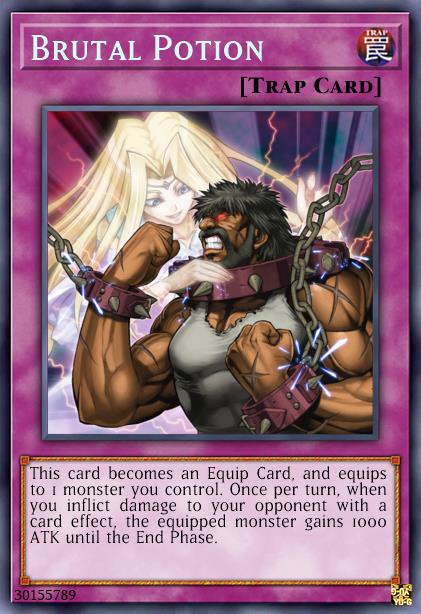 Brutal Potion
TRAP
罠
[Trap Card]
This card becomes an Equip Card, and equips
to 1 monster you control. Once per turn, when
you inflict damage to your opponent with a
card effect, the equipped monster gains 1000
ATK until the End Phase.
30155789